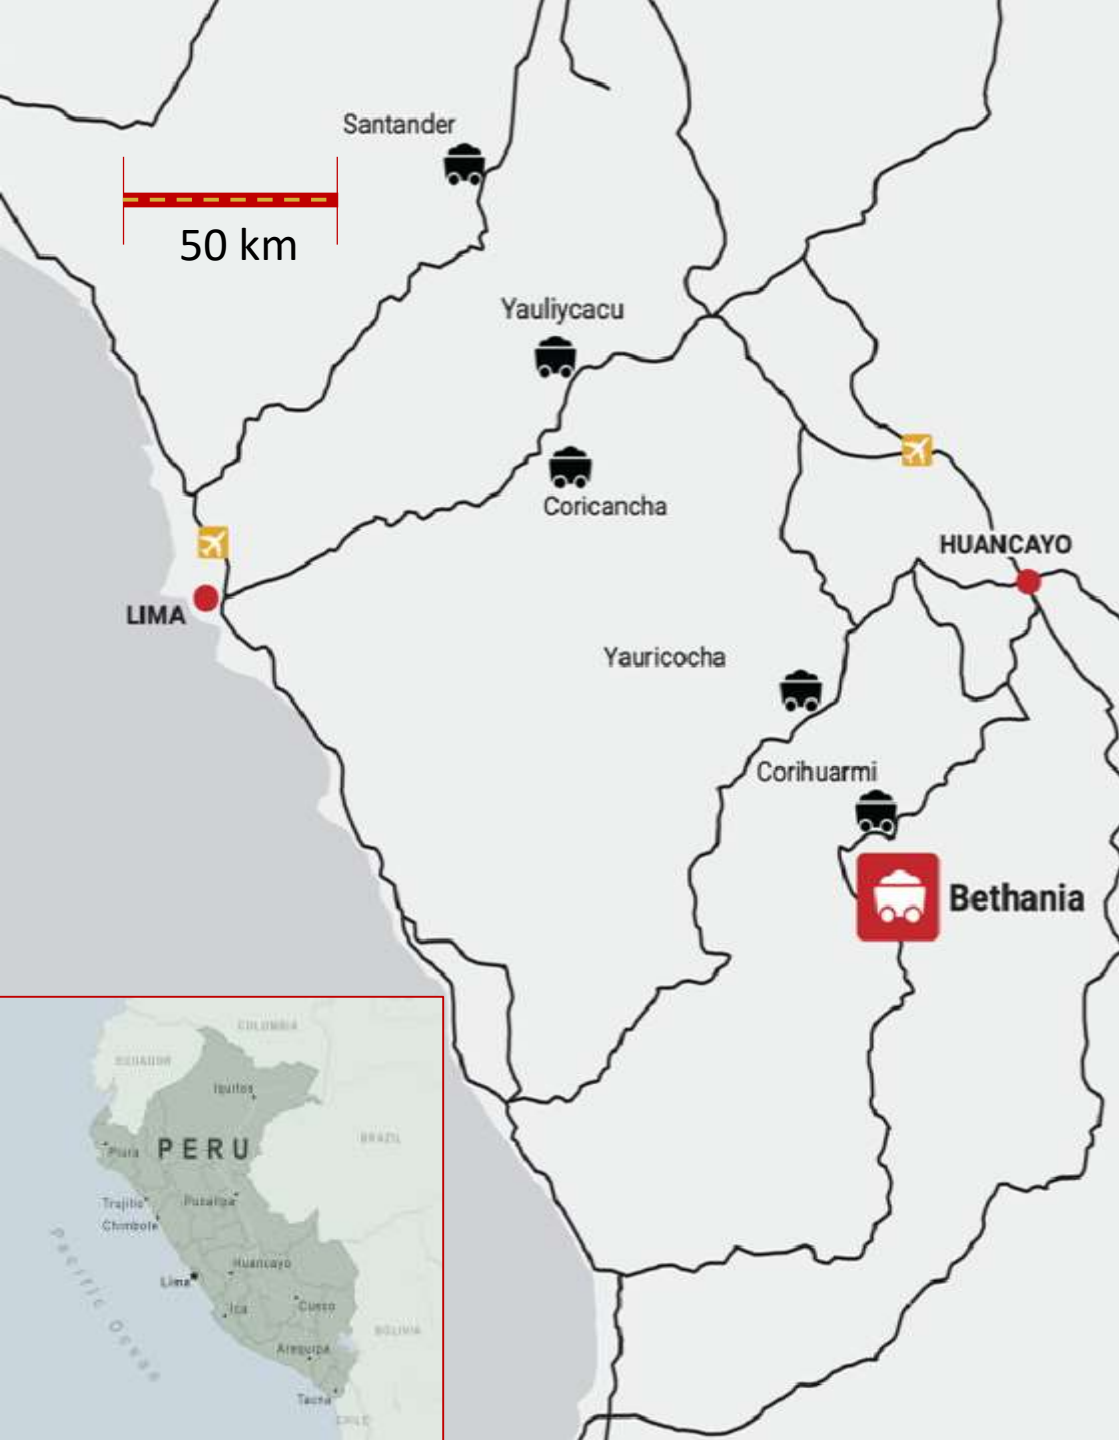 Santander
50 km
Yauliycacu
Coricancha
HUANCAYO
LIMA
Yauricocha
Corihuarmi
Bethania
COLUMBIA
ECUADOR
Iquitos
PERU
BRAZIL
Piura
Trujillo
Pucallpa
Chimbote
Pacific Ocean
Huancayo
Lima
Ica
Cusco
BOLIVIA
Arequipa
Tacna
CHILE